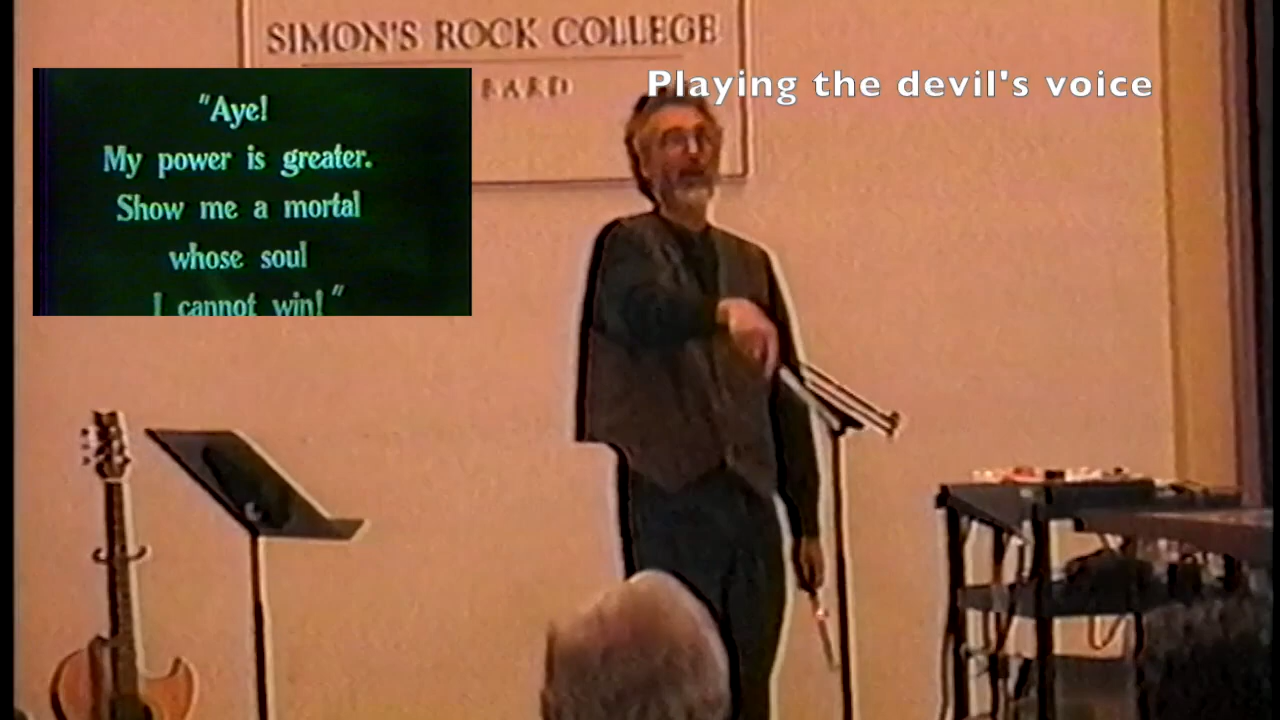 SIMON'S ROCK COLLEGE
BARD
Playing the devil's voice
"Aye!
My power is greater.
Show me a mortal
whose soul
I cannot win!"